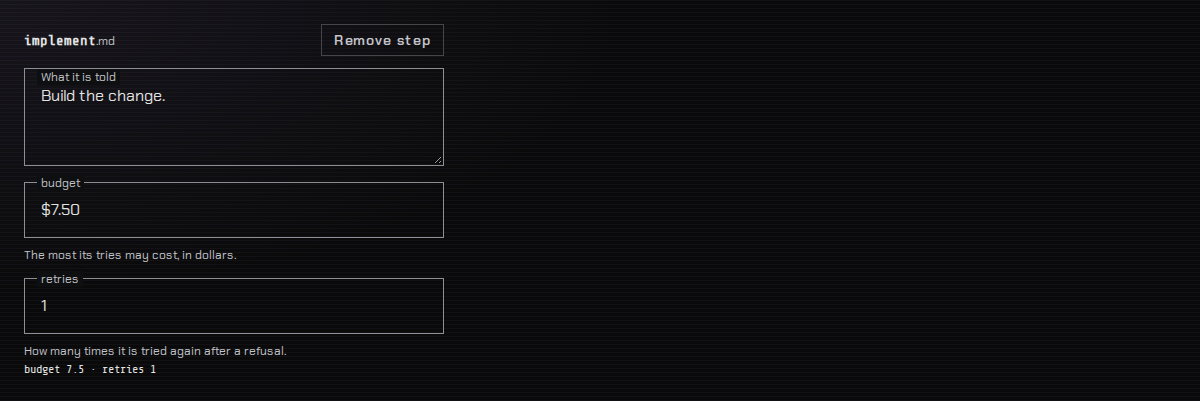 implement.md
Remove step
What it is told
Build the change.
budget
$7.50
The most its tries may cost, in dollars.
retries
1
How many times it is tried again after a refusal.
budget 7.5 · retries 1